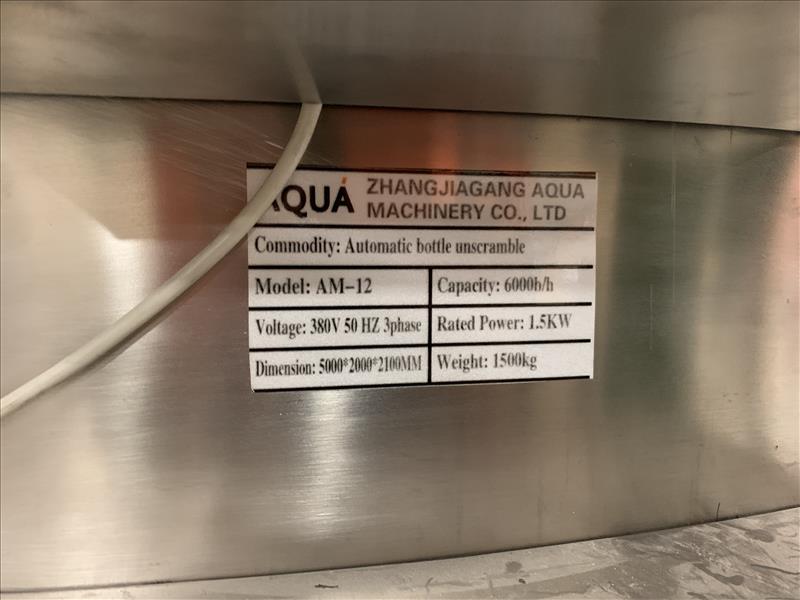 AQUA
ZHANGJIAGANG AQUA
MACHINERY CO., LTD
Commodity: Automatic bottle unscramble
Model: AM-12
Capacity: 6000b/h
Voltage: 380V 50 HZ 3phase
Rated Power: 1.5KW
Dimension: 5000*2000*2100MM
Weight: 1500kg